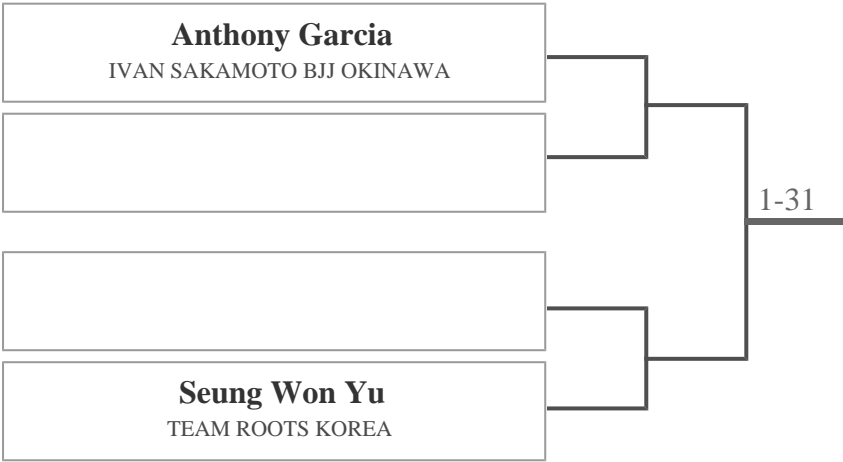 Anthony Garcia
IVAN SAKAMOTO BJJ OKINAWA
1-31
Seung Won Yu
TEAM ROOTS KOREA